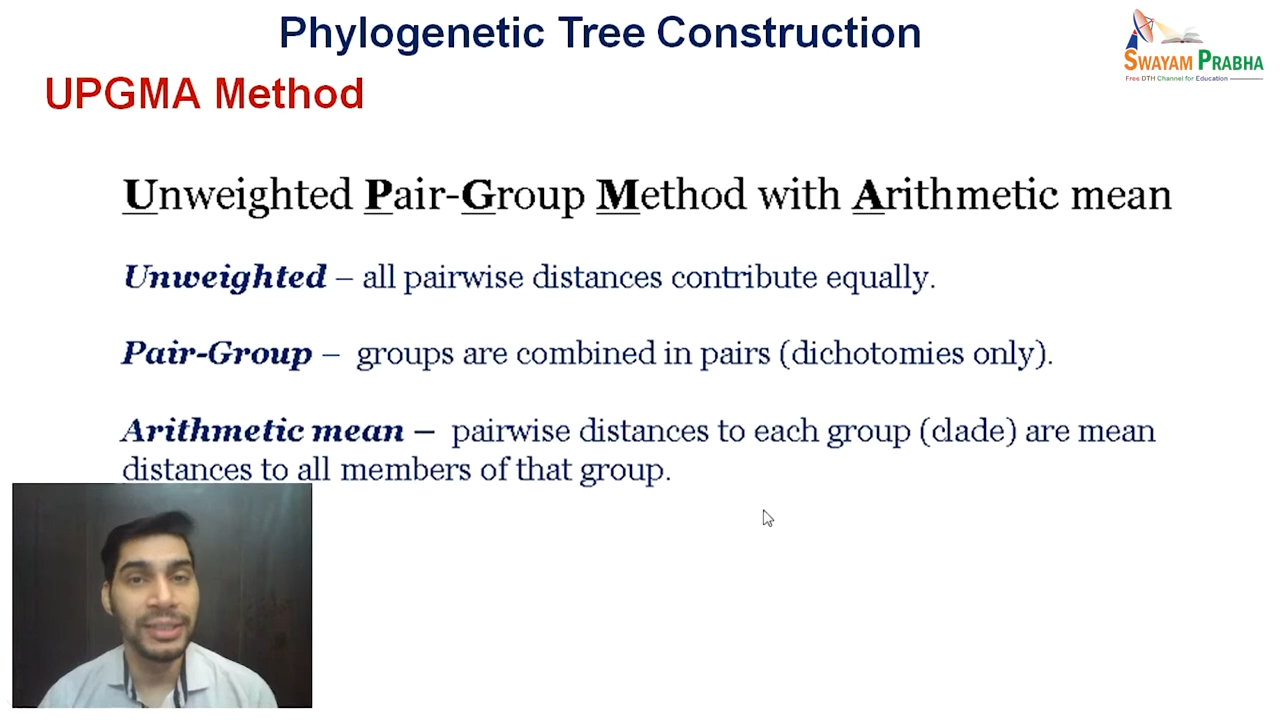 Phylogenetic Tree Construction
SWAYAM PRABHA
Free DTH Channel for Education
UPGMA Method
Unweighted Pair-Group Method with Arithmetic mean
Unweighted – all pairwise distances contribute equally.
Pair-Group – groups are combined in pairs (dichotomies only).
Arithmetic mean – pairwise distances to each group (clade) are mean
distances to all members of that group.